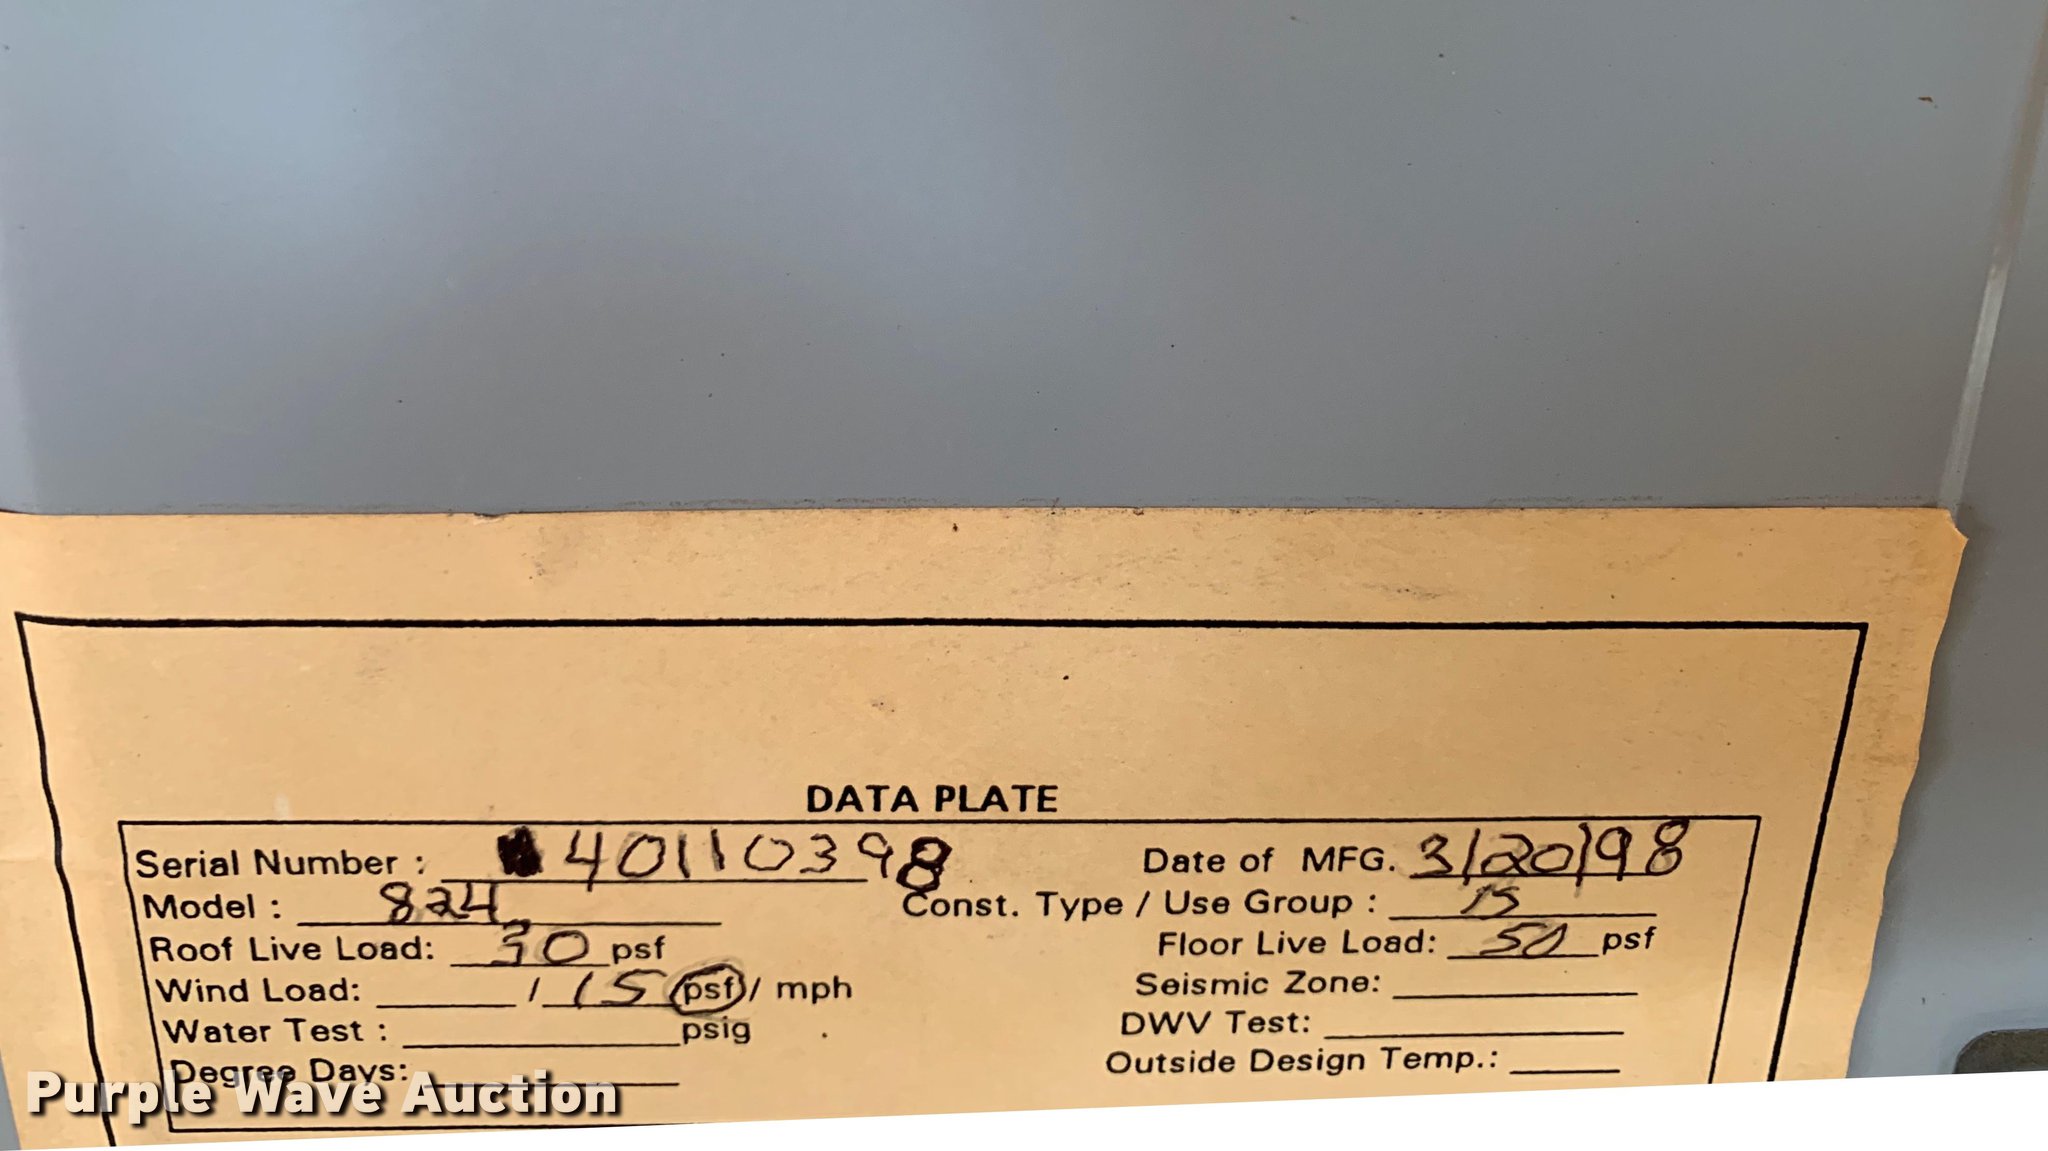 DATA PLATE
Serial Number : 40110398 Date of MFG. 3/20/98
Model : 824 Const. Type / Use Group : 15
Roof Live Load: 30 psf Floor Live Load: 50 psf
Wind Load: / 15 psf / mph Seismic Zone:
Water Test : psig DWV Test:
Degree Days: Outside Design Temp.:
Purple Wave Auction